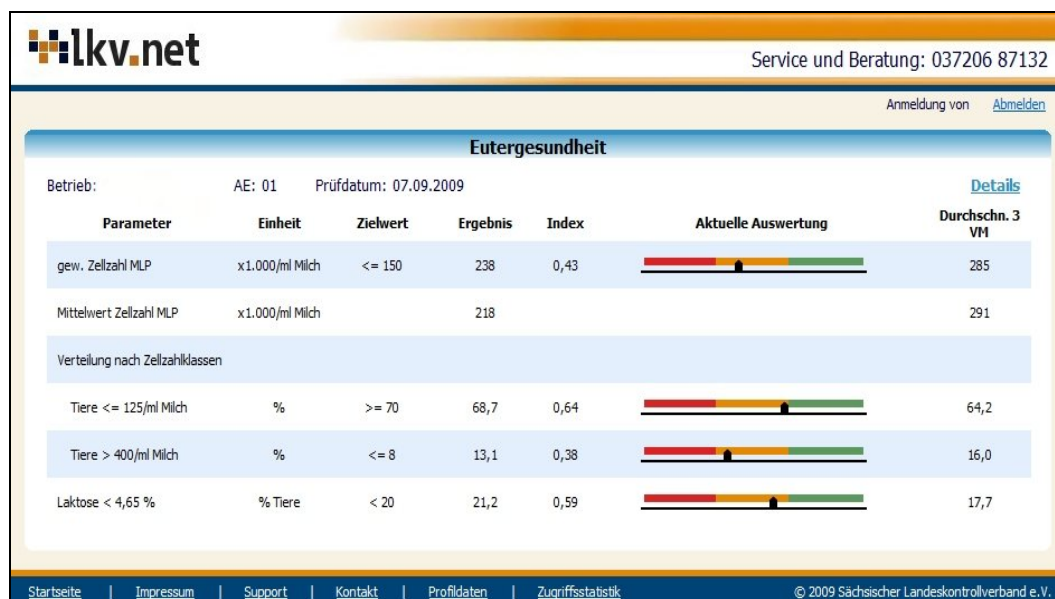 lkv.net
Service und Beratung: 037206 87132
Anmeldung von Abmelden
Eutergesundheit
Betrieb: AE: 01 Prüfdatum: 07.09.2009 Details
Parameter Einheit Zielwert Ergebnis Index Aktuelle Auswertung Durchschn. 3
VM
gew. Zellzahl MLP x1.000/ml Milch <= 150 238 0,43 285
Mittelwert Zellzahl MLP x1.000/ml Milch 218 291
Verteilung nach Zellzahlklassen
Tiere <= 125/ml Milch % >= 70 68,7 0,64 64,2
Tiere > 400/ml Milch % <= 8 13,1 0,38 16,0
Laktose < 4,65 % % Tiere < 20 21,2 0,59 17,7
Startseite | Impressum | Support | Kontakt | Profildaten | Zugriffsstatistik © 2009 Sächsischer Landeskontrollverband e.V.